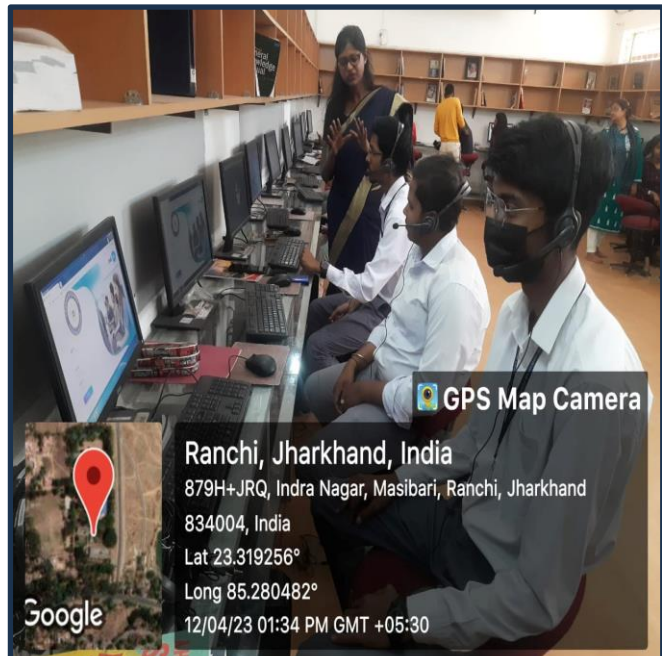 GPS Map Camera
Ranchi, Jharkhand, India
879H+JRQ, Indra Nagar, Masibari, Ranchi, Jharkhand
834004, India
Lat 23.319256°
Long 85.280482°
12/04/23 01:34 PM GMT +05:30
Google